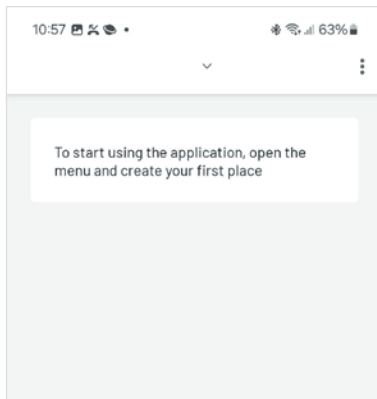 10:57
63%
To start using the application, open the
menu and create your first place